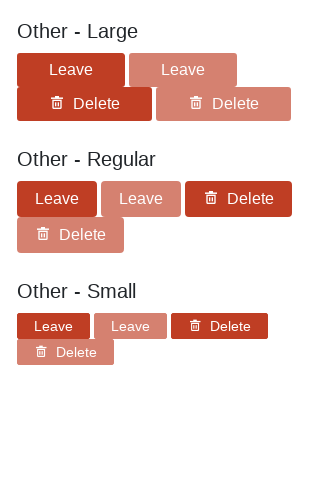 Other - Large
Leave Leave
Delete Delete
Other - Regular
Leave Leave Delete
Delete
Other - Small
Leave Leave Delete
Delete